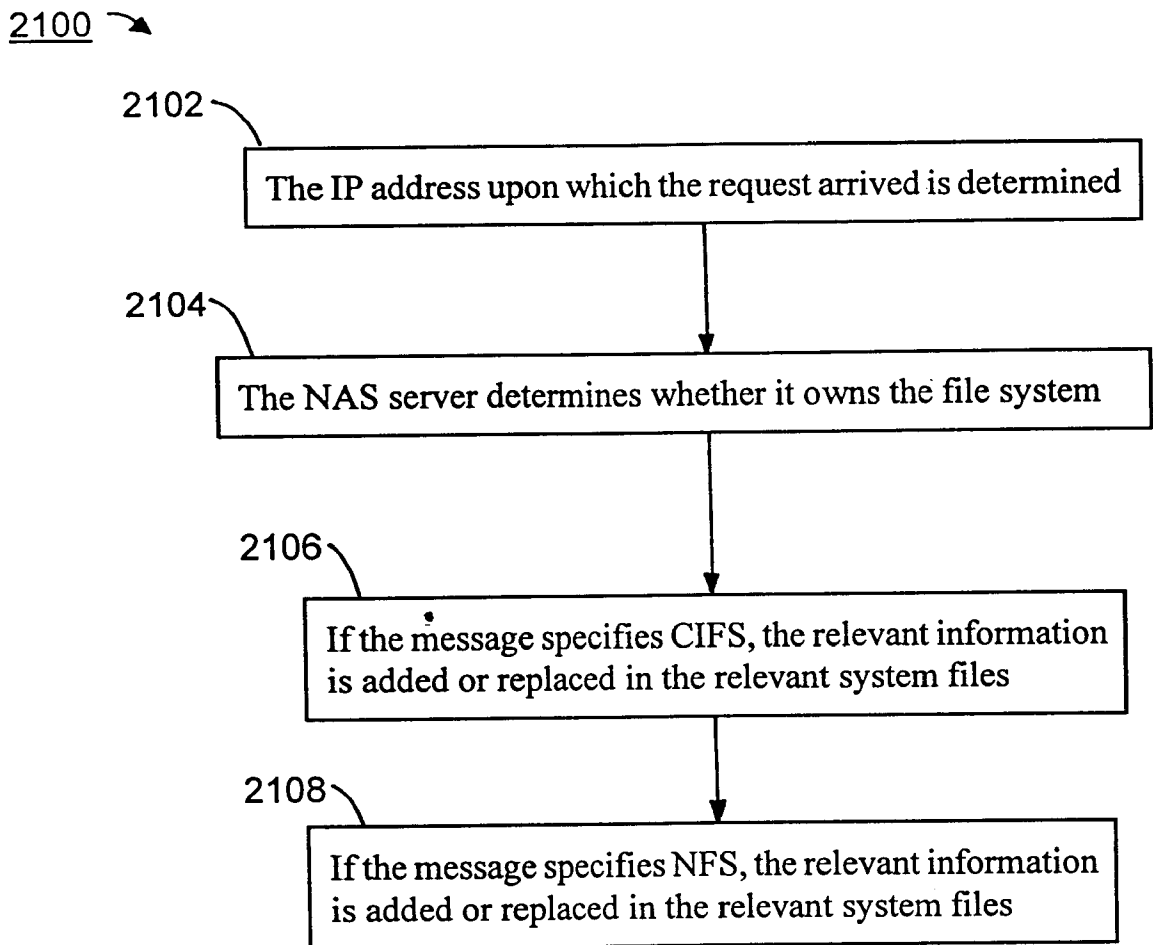 2100
2102
The IP address upon which the request arrived is determined
2104
The NAS server determines whether it owns the file system
2106
If the message specifies CIFS, the relevant information
is added or replaced in the relevant system files
2108
If the message specifies NFS, the relevant information
is added or replaced in the relevant system files